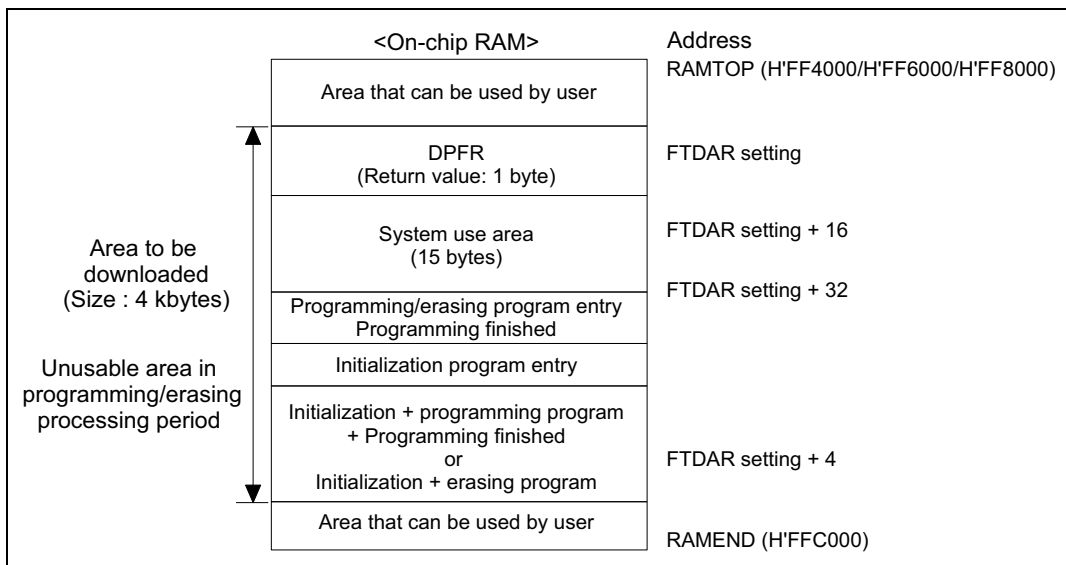 <On-chip RAM>
Address
RAMTOP (H'FF4000/H'FF6000/H'FF8000)
Area that can be used by user
DPFR
(Return value: 1 byte)
FTDAR setting
System use area
(15 bytes)
FTDAR setting + 16
Area to be
downloaded
(Size : 4 kbytes)
FTDAR setting + 32
Programming/erasing program entry
Programming finished
Initialization program entry
Unusable area in
programming/erasing
processing period
Initialization + programming program
+ Programming finished
or
Initialization + erasing program
FTDAR setting + 4
Area that can be used by user
RAMEND (H'FFC000)